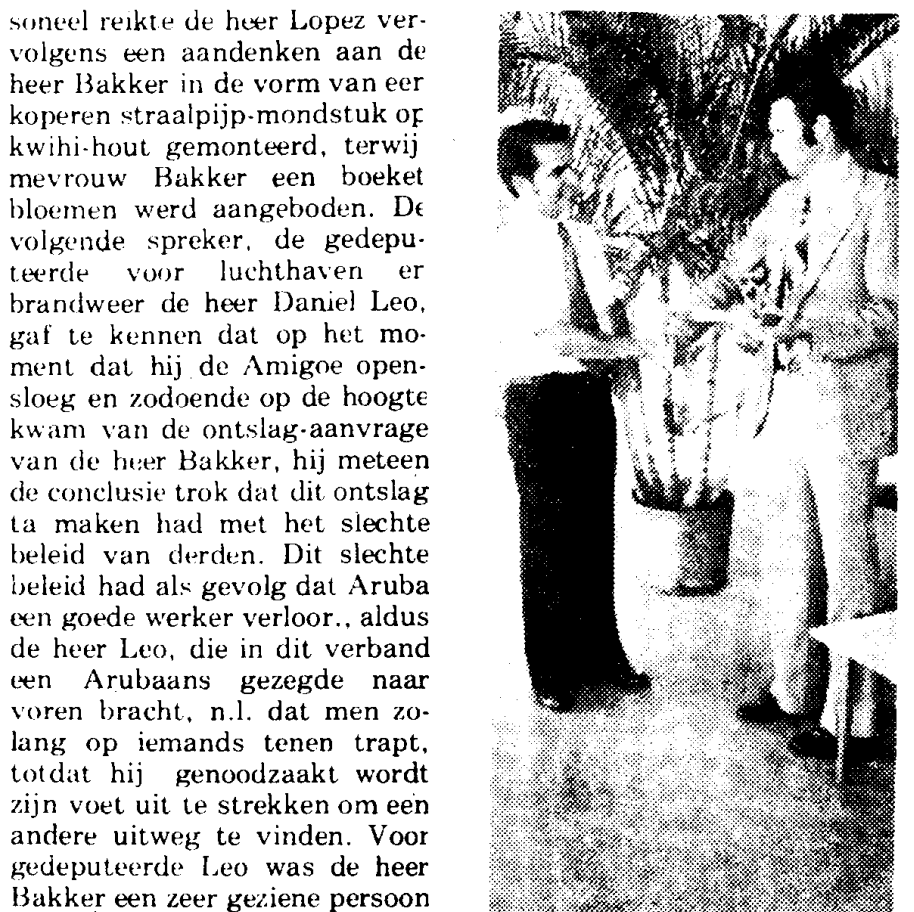 soneel reikte de heer Lopez ver-
volgens een aandenken aan de
heer Bakker in de vorm van eer
koperen straalpijp-mondstuk op
kwihi-hout gemonteerd, terwij
mevrouw Bakker een boeket
bloemen werd aangeboden. De
volgende spreker, de gedepu-
teerde voor luchthaven er
brandweer de heer Daniel Leo,
gaf te kennen dat op het mo-
ment dat hij de Amigoe open-
sloeg en zodoende op de hoogte
kwam van de ontslag-aanvrage
van de heer Bakker, hij meteen
de conclusie trok dat dit ontslag
ta maken had met het slechte
beleid van derden. Dit slechte
beleid had als gevolg dat Aruba
een goede werker verloor., aldus
de heer Leo, die in dit verband
een Arubaans gezegde naar
voren bracht, n.l. dat men zo-
lang op iemands tenen trapt,
totdat hij genoodzaakt wordt
zijn voet uit te strekken om een
andere uitweg te vinden. Voor
gedeputeerde Leo was de heer
Bakker een zeer geziene persoon